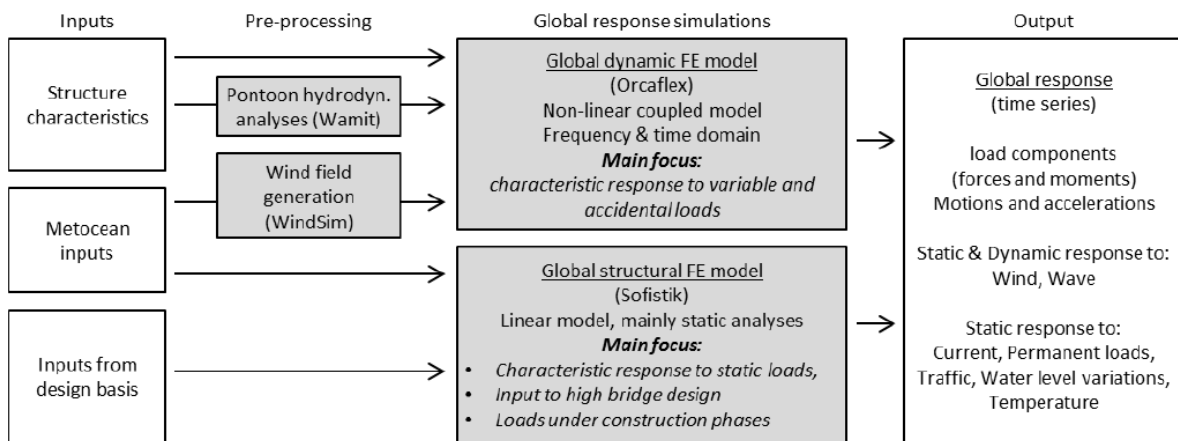 Inputs
Pre-processing
Global response simulations
Output
Structure
characteristics
Metocean
inputs
Inputs from
design basis
Pontoon hydrodyn.
analyses (Wamit)
Wind field
generation
(WindSim)
Global dynamic FE model
(Orcaflex)
Non-linear coupled model
Frequency & time domain
Main focus:
characteristic response to variable and
accidental loads
Global structural FE model
(Sofistik)
Linear model, mainly static analyses
Main focus:
• Characteristic response to static loads,
• Input to high bridge design
• Loads under construction phases
Global response
(time series)
load components
(forces and moments)
Motions and accelerations
Static & Dynamic response to:
Wind, Wave
Static response to:
Current, Permanent loads,
Traffic, Water level variations,
Temperature